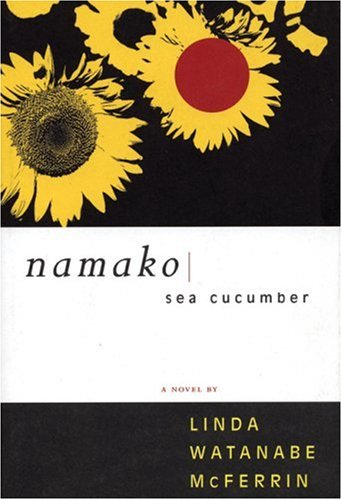 namako
sea cucumber
A NOVEL BY
LINDA
WATANABE
McFERRIN